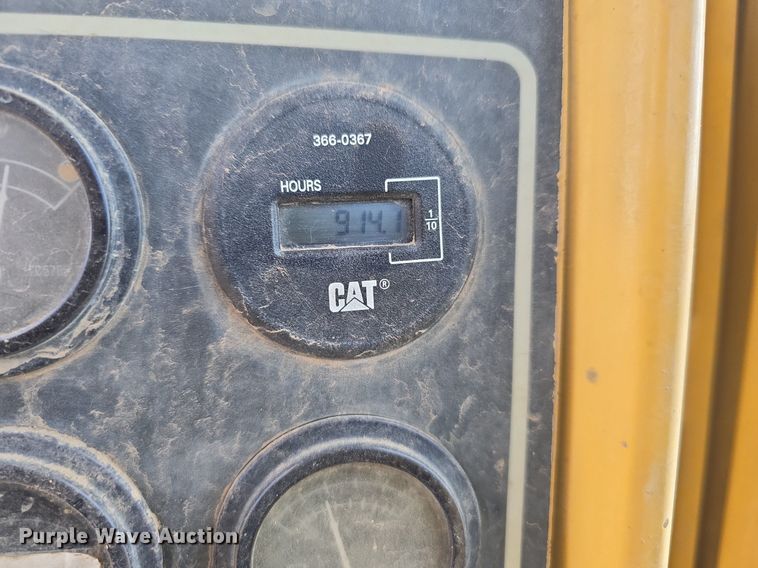 366-0367
HOURS
914.1
1
10
CAT®
Purple Wave Auction